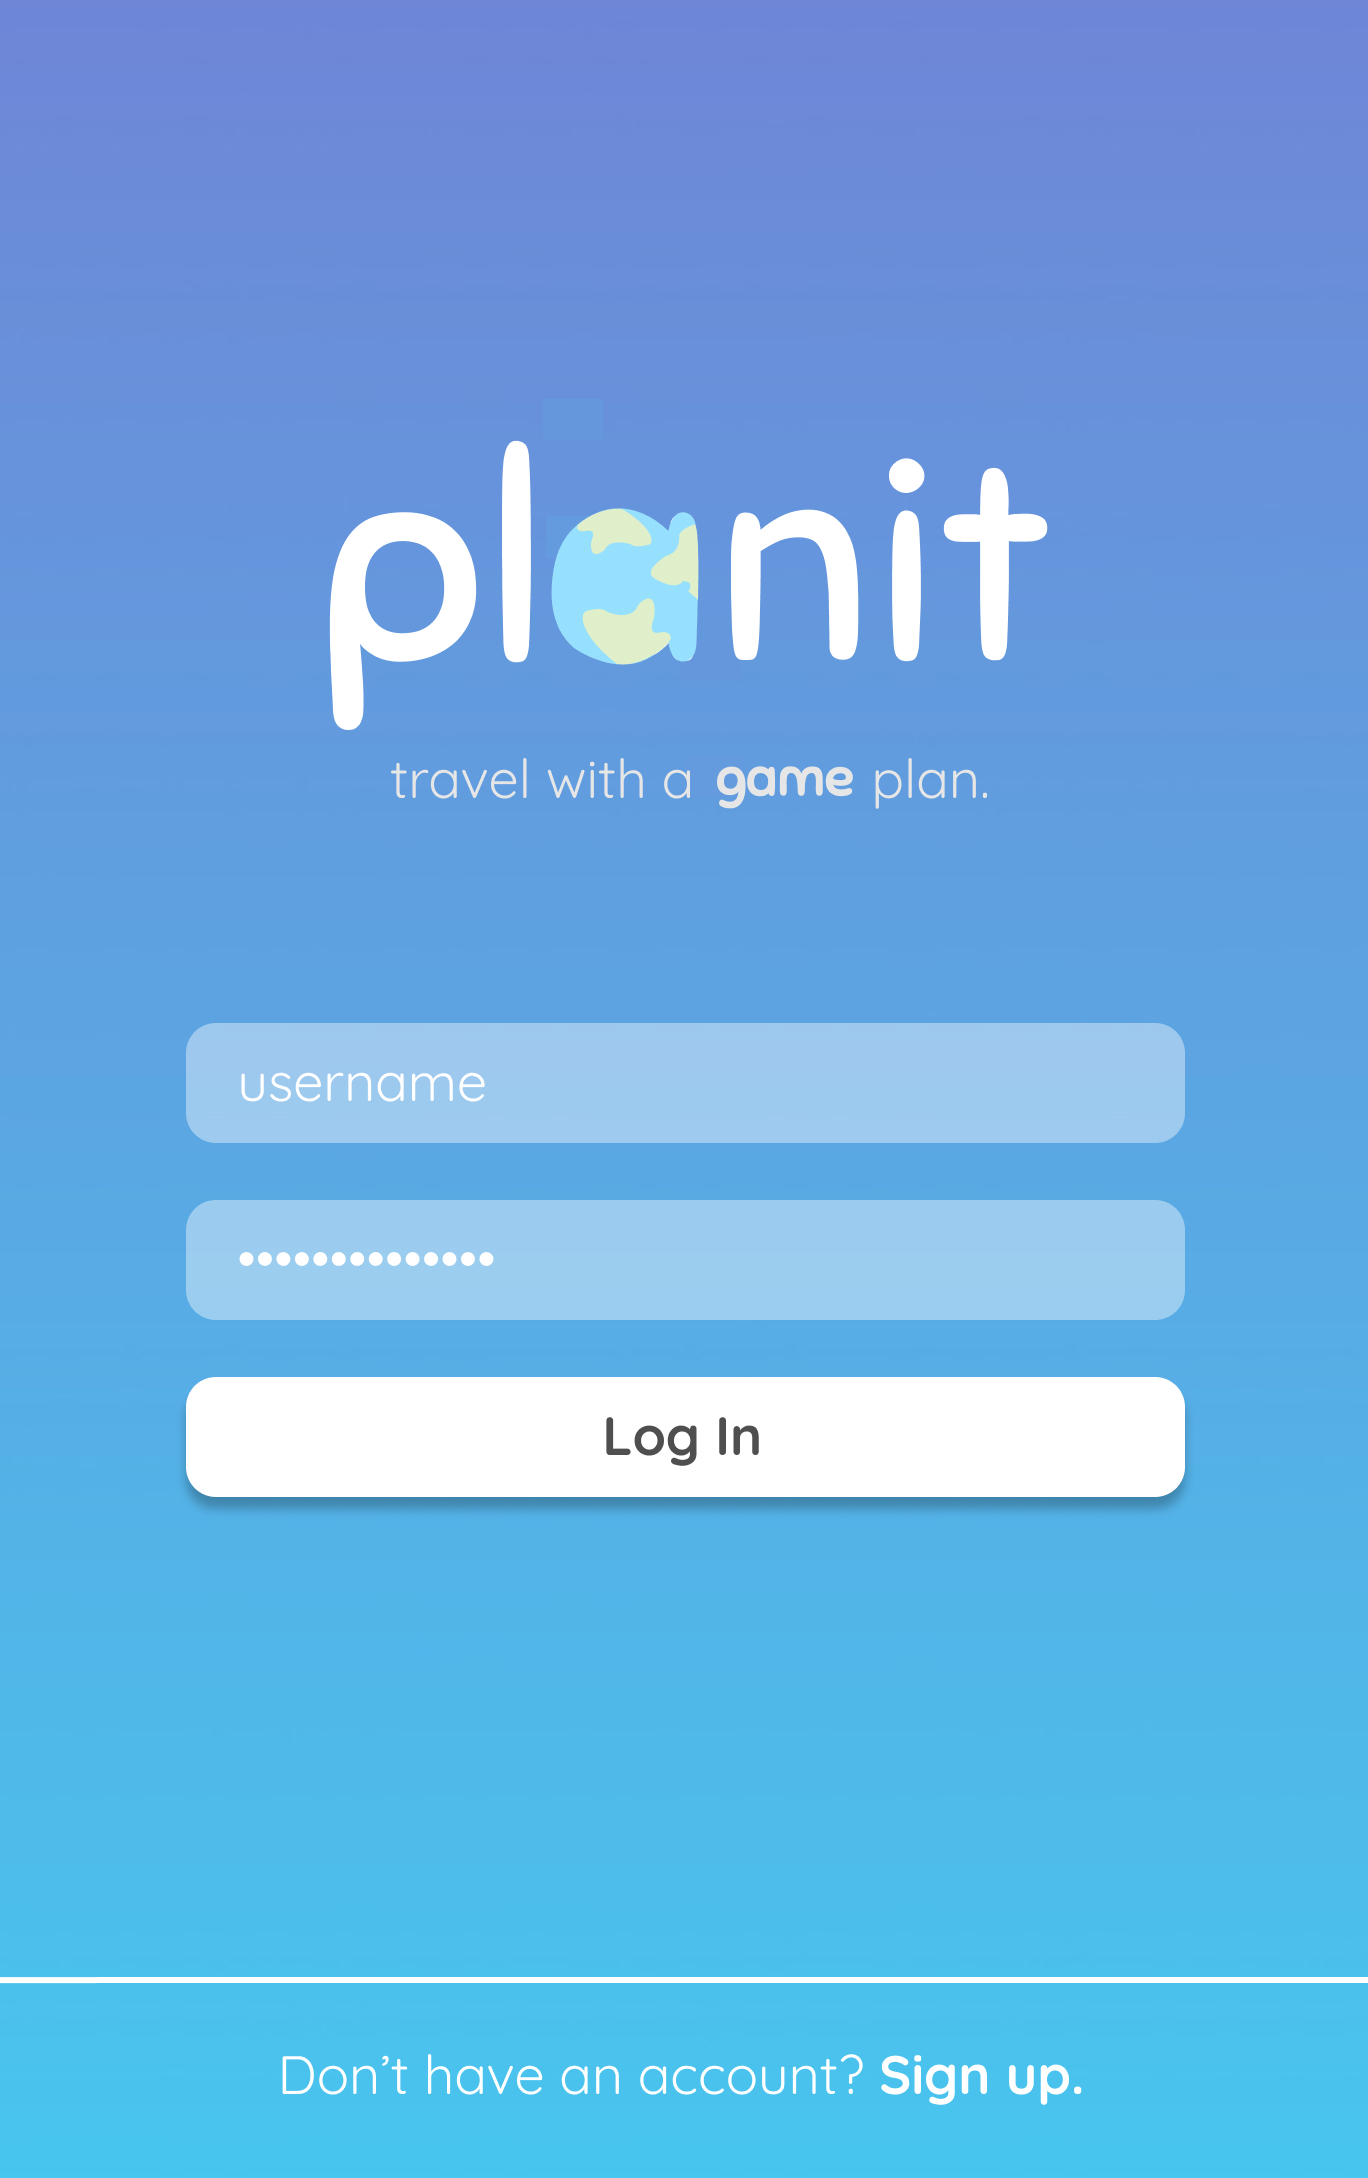 planit
travel with a game plan.
username
••••••••••••••
Log In
Don’t have an account? Sign up.